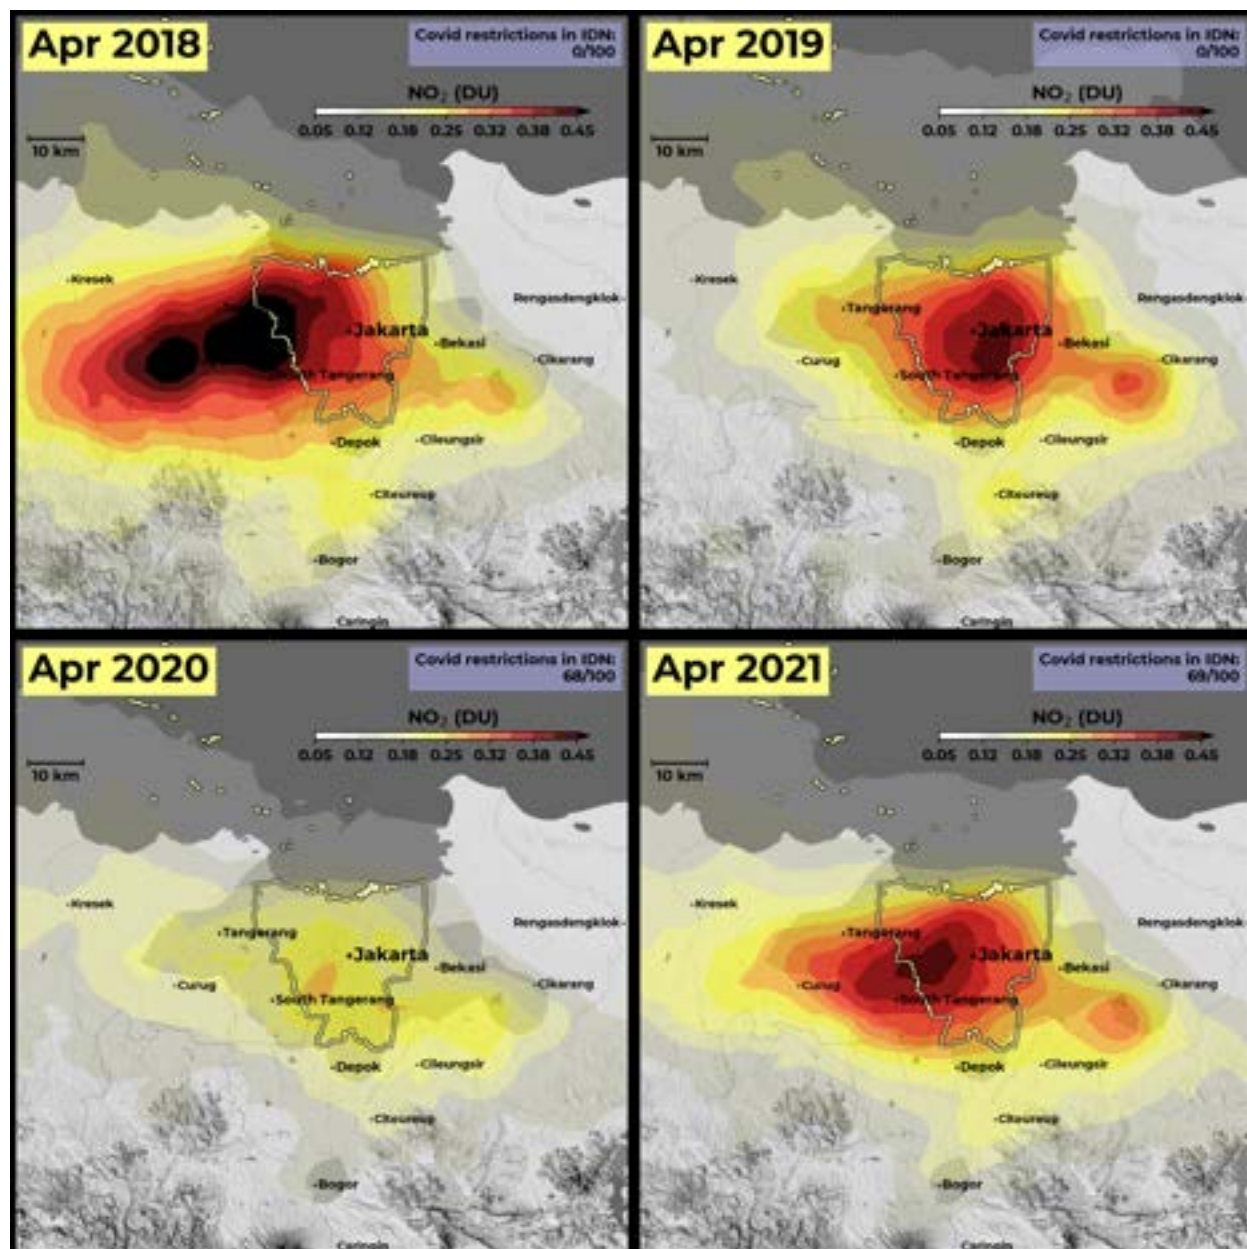 Apr 2018
Covid restrictions in IDN:
0/100
NO₂ (DU)
0.05 0.12 0.18 0.25 0.32 0.38 0.45
10 km
-Kresek
Rengasdengklok-
-Jakarta
-Bekasi
-Cikarang
South Tangerang
-Depok
-Cileungsir
-Citeureup
-Bogor
Caringin
Apr 2019
Covid restrictions in IDN:
0/100
NO₂ (DU)
0.05 0.12 0.18 0.25 0.32 0.38 0.45
10 km
-Kresek
Rengasdengklok-
-Tangerang
-Jakarta
-Bekasi
-Curug
-Cikarang
-South Tangerang
-Depok
-Cileungsir
-Citeureup
-Bogor
Caringin
Apr 2020
Covid restrictions in IDN:
68/100
NO₂ (DU)
0.05 0.12 0.18 0.25 0.32 0.38 0.45
10 km
-Kresek
Rengasdengklok-
-Tangerang
-Jakarta
-Bekasi
-Curug
-Cikarang
-South Tangerang
-Depok
-Cileungsir
-Citeureup
-Bogor
Caringin
Apr 2021
Covid restrictions in IDN:
69/100
NO₂ (DU)
0.05 0.12 0.18 0.25 0.32 0.38 0.45
10 km
-Kresek
Rengasdengklok-
-Tangerang
-Jakarta
-Bekasi
-Curug
-Cikarang
-South Tangerang
-Depok
-Cileungsir
-Citeureup
-Bogor
Caringin